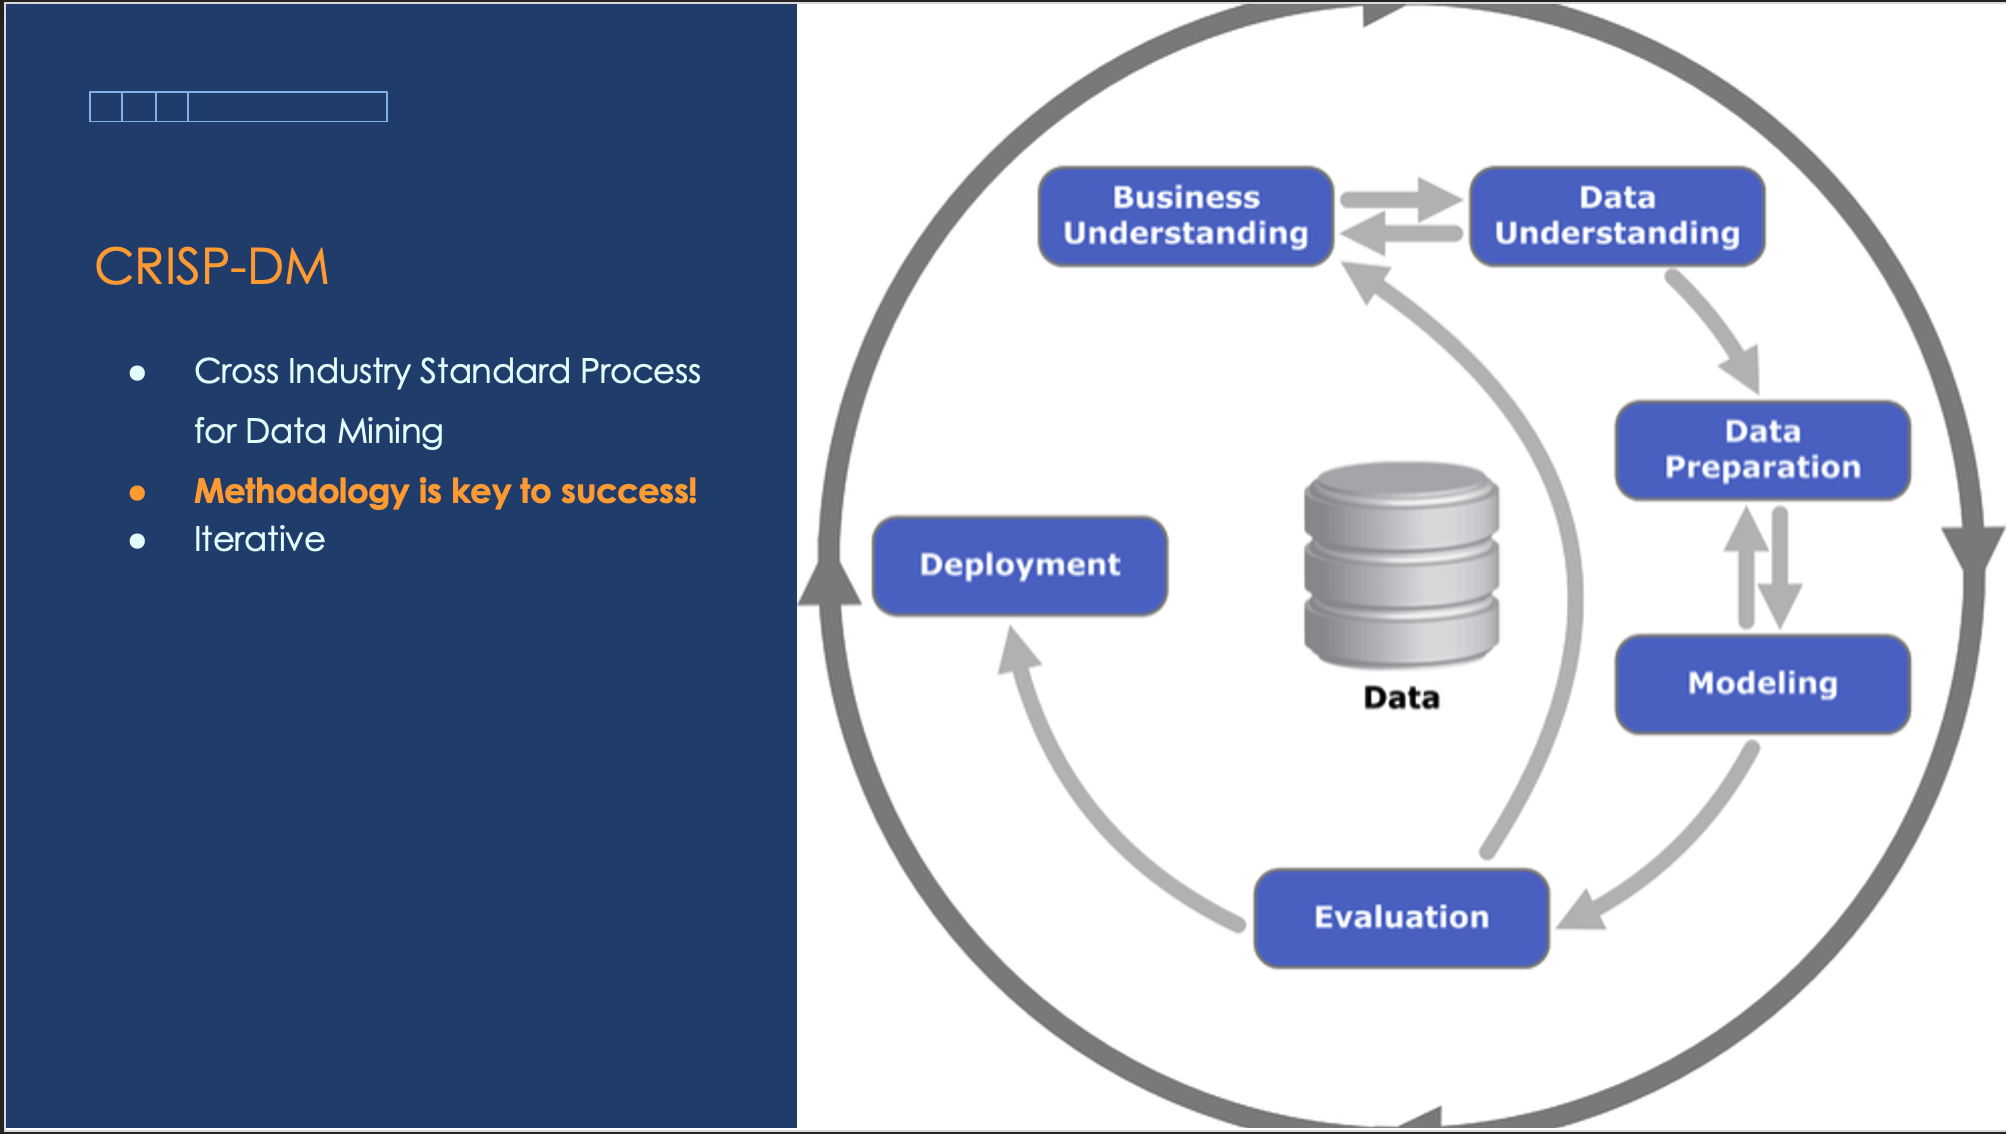 CRISP-DM
● Cross Industry Standard Process
for Data Mining
● Methodology is key to success!
● Iterative
Business
Understanding
Data
Understanding
Data
Preparation
Modeling
Evaluation
Deployment
Data